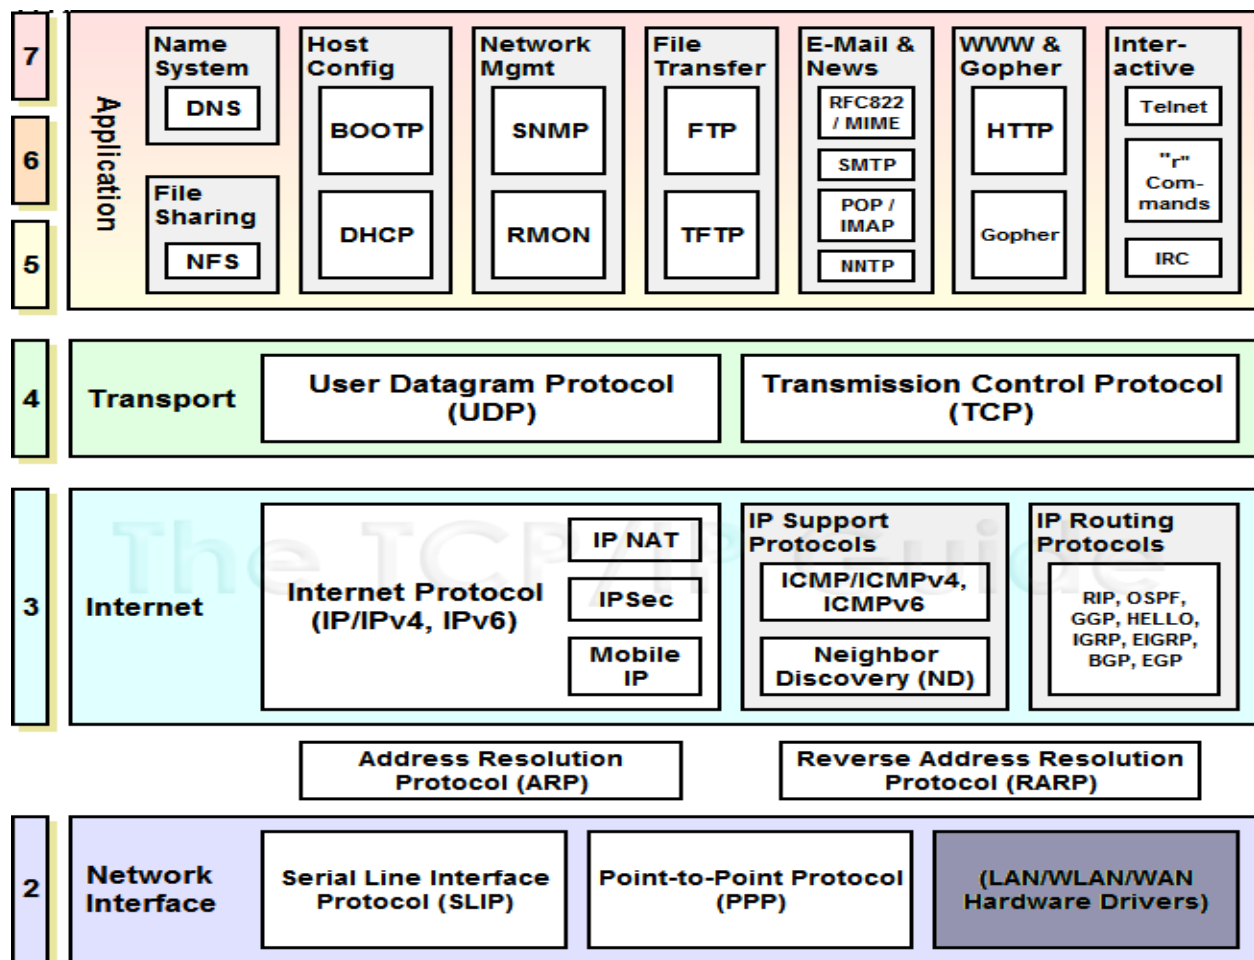 7
6
5
Application
Name
System
DNS
File
Sharing
NFS
Host
Config
BOOTP
DHCP
Network
Mgmt
SNMP
RMON
File
Transfer
FTP
TFTP
E-Mail &
News
RFC822
/ MIME
SMTP
POP /
IMAP
NNTP
WWW &
Gopher
HTTP
Gopher
Inter-
active
Telnet
"r"
Com-
mands
IRC
4
Transport
User Datagram Protocol
(UDP)
Transmission Control Protocol
(TCP)
The TCP/IP Guide
3
Internet
Internet Protocol
(IP/IPv4, IPv6)
IP NAT
IPSec
Mobile
IP
IP Support
Protocols
ICMP/ICMPv4,
ICMPv6
Neighbor
Discovery (ND)
IP Routing
Protocols
RIP, OSPF,
GGP, HELLO,
IGRP, EIGRP,
BGP, EGP
Address Resolution
Protocol (ARP)
Reverse Address Resolution
Protocol (RARP)
2
Network
Interface
Serial Line Interface
Protocol (SLIP)
Point-to-Point Protocol
(PPP)
(LAN/WLAN/WAN
Hardware Drivers)